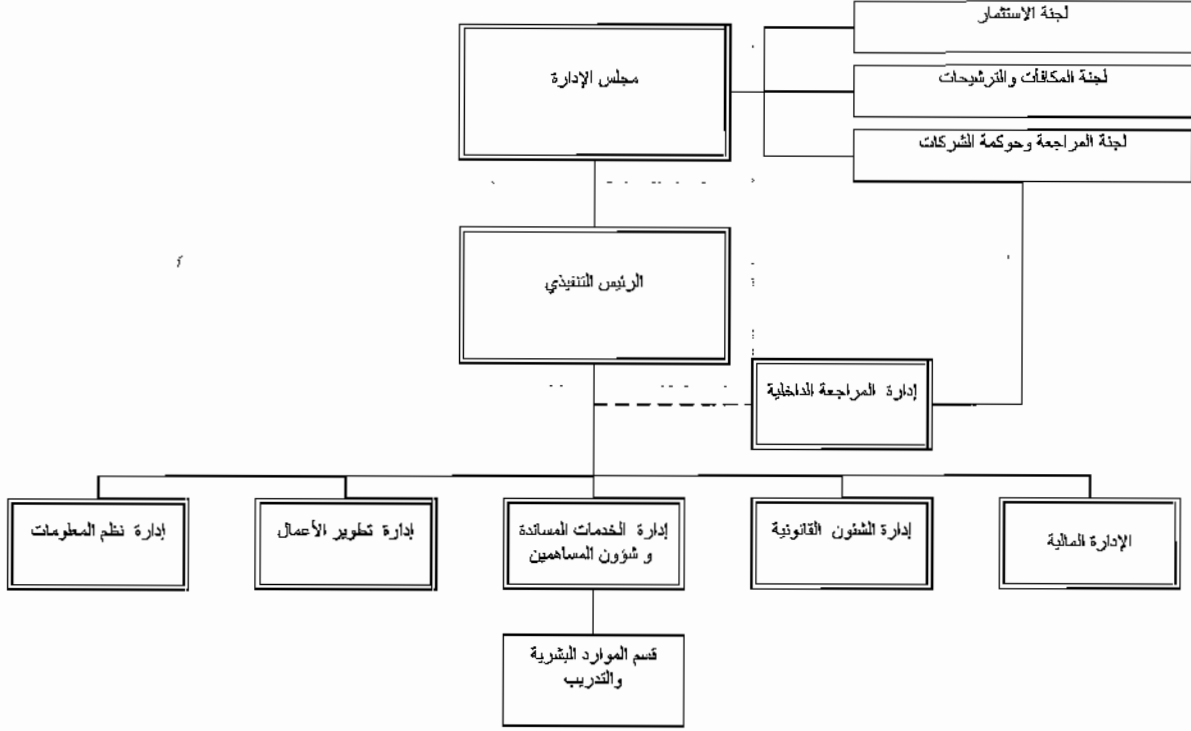 لجنة الاستثمار
مجلس الإدارة
لجنة المكافآت والترشيحات
لجنة المراجعة وحوكمة الشركات
الرئيس التنفيذي
إدارة المراجعة الداخلية
الإدارة المالية
إدارة الشئون القانونية
إدارة الخدمات المساندة
و شؤون المساهمين
إدارة تطوير الأعمال
إدارة نظم المعلومات
قسم الموارد البشرية
والتدريب